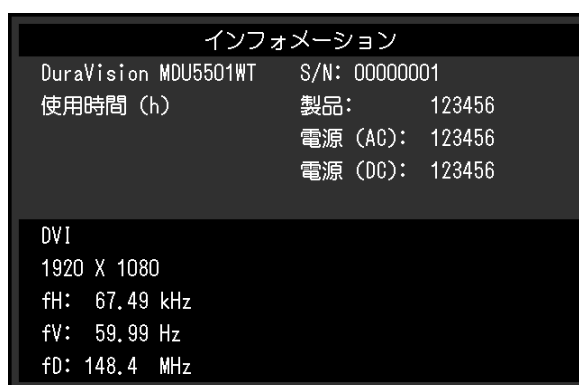 インフォメーション
DuraVision MDU5501WT S/N: 00000001
使用時間 (h) 製品: 123456
電源 (AC): 123456
電源 (DC): 123456
DVI
1920 X 1080
fH: 67.49 kHz
fV: 59.99 Hz
fD: 148.4 MHz